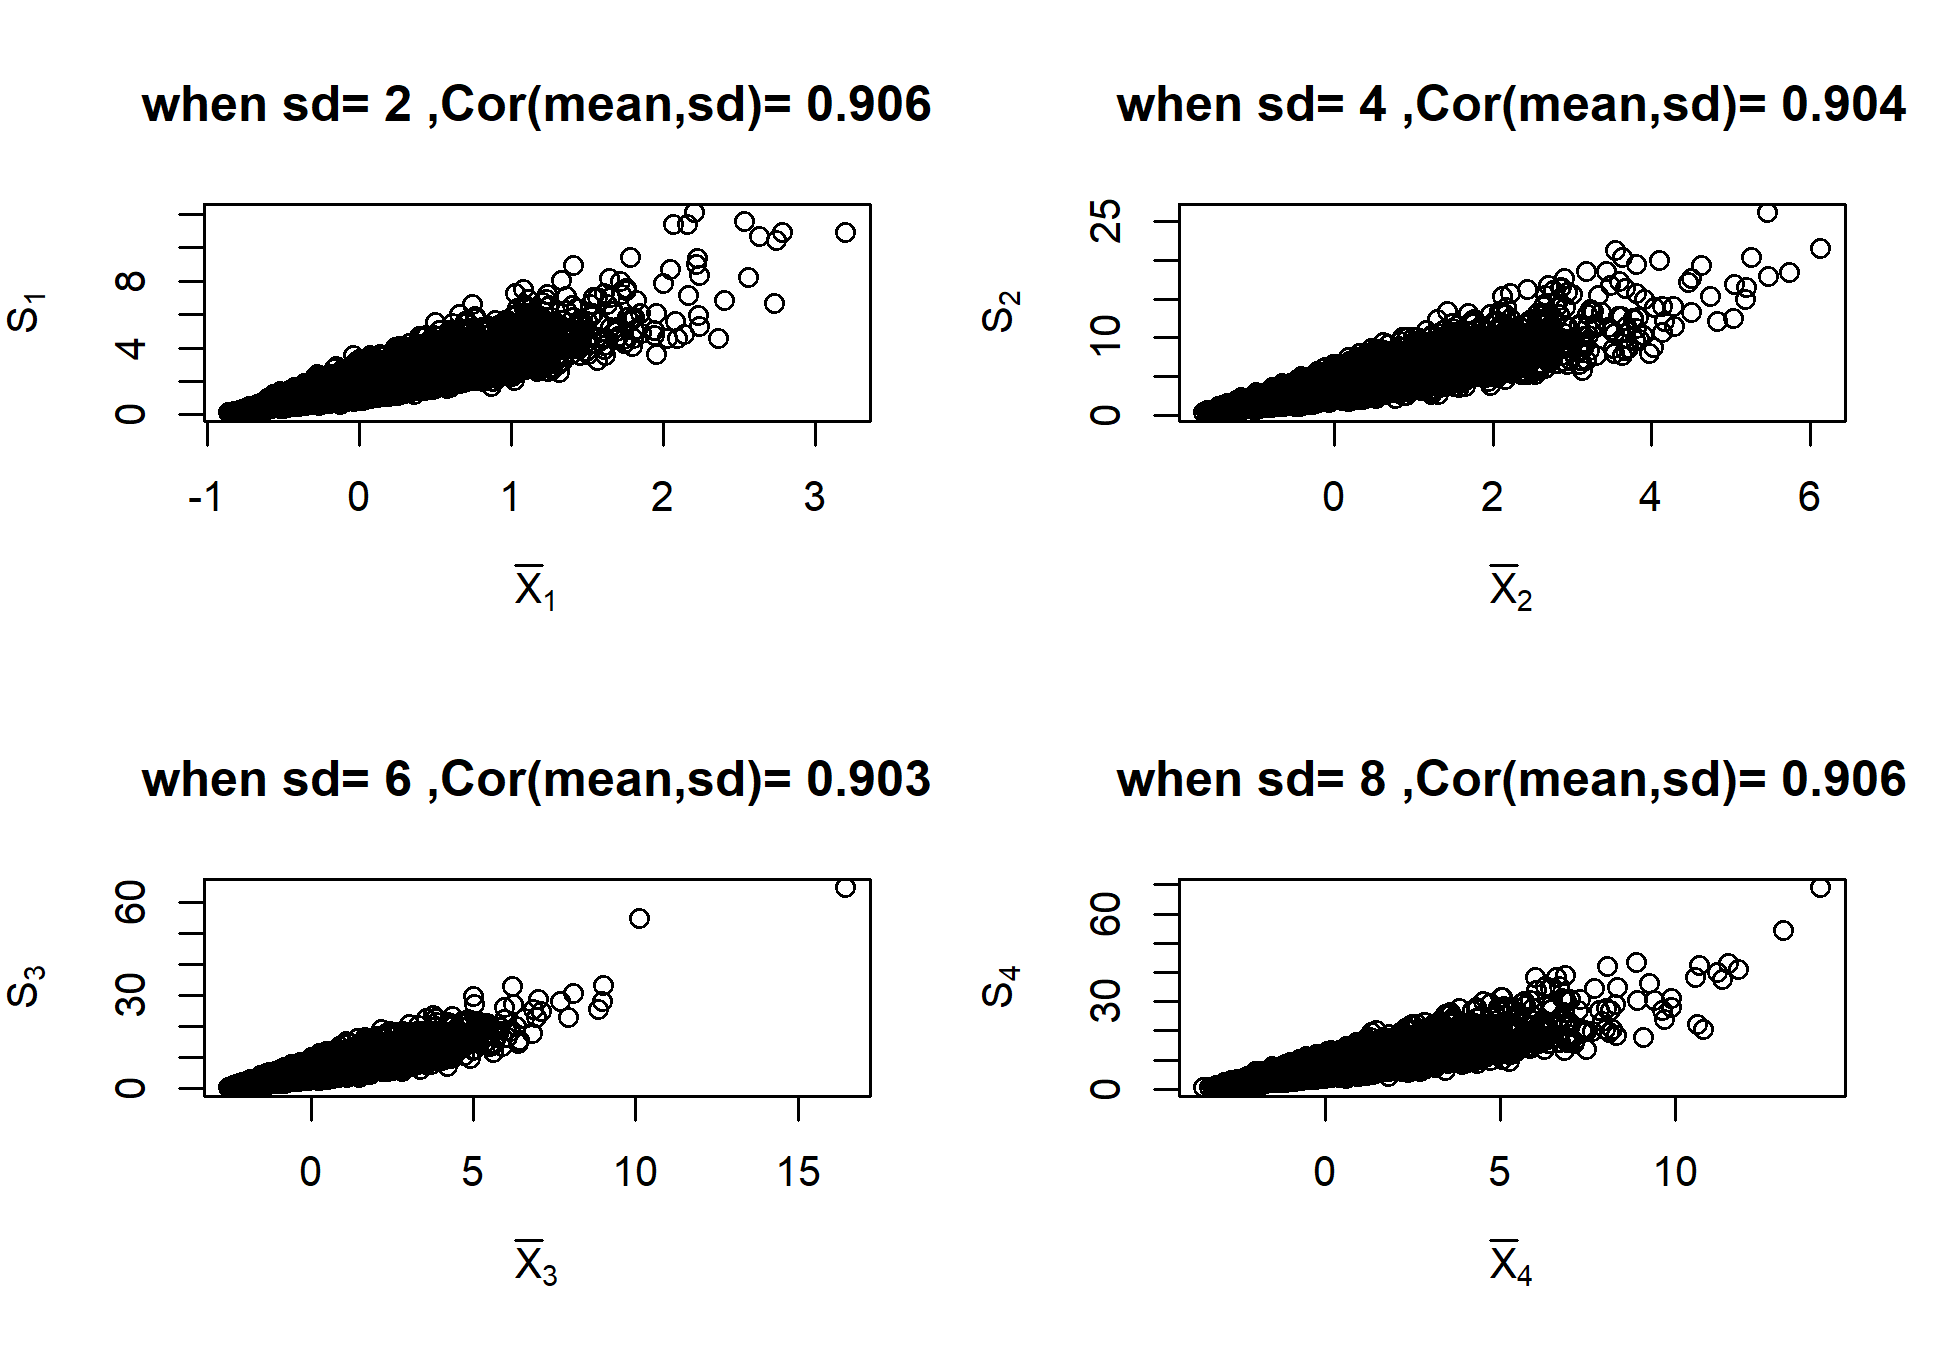 when sd= 2 ,Cor(mean,sd)= 0.906
S1
0 4 8
-1 0 1 2 3
X̅1
when sd= 4 ,Cor(mean,sd)= 0.904
S2
0 10 25
0 2 4 6
X̅2
when sd= 6 ,Cor(mean,sd)= 0.903
S3
0 30 60
0 5 10 15
X̅3
when sd= 8 ,Cor(mean,sd)= 0.906
S4
0 30 60
0 5 10
X̅4